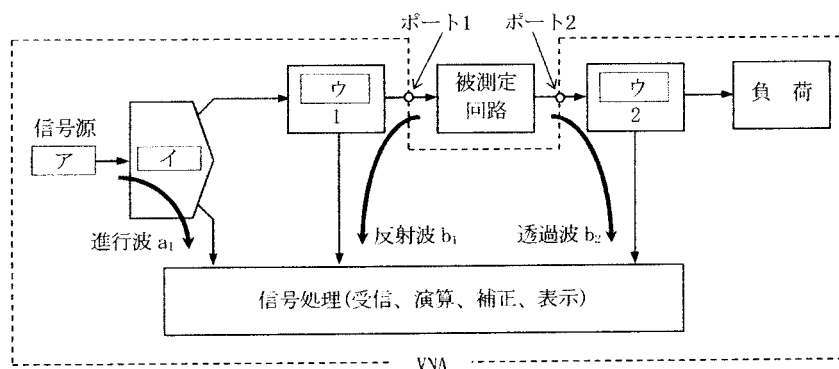 ポート1
ポート2
ウ
1
被測定
回路
ウ
2
負 荷
信号源
ア
イ
進行波 a₁
反射波 b₁
透過波 b₂
信号処理(受信、演算、補正、表示)
VNA